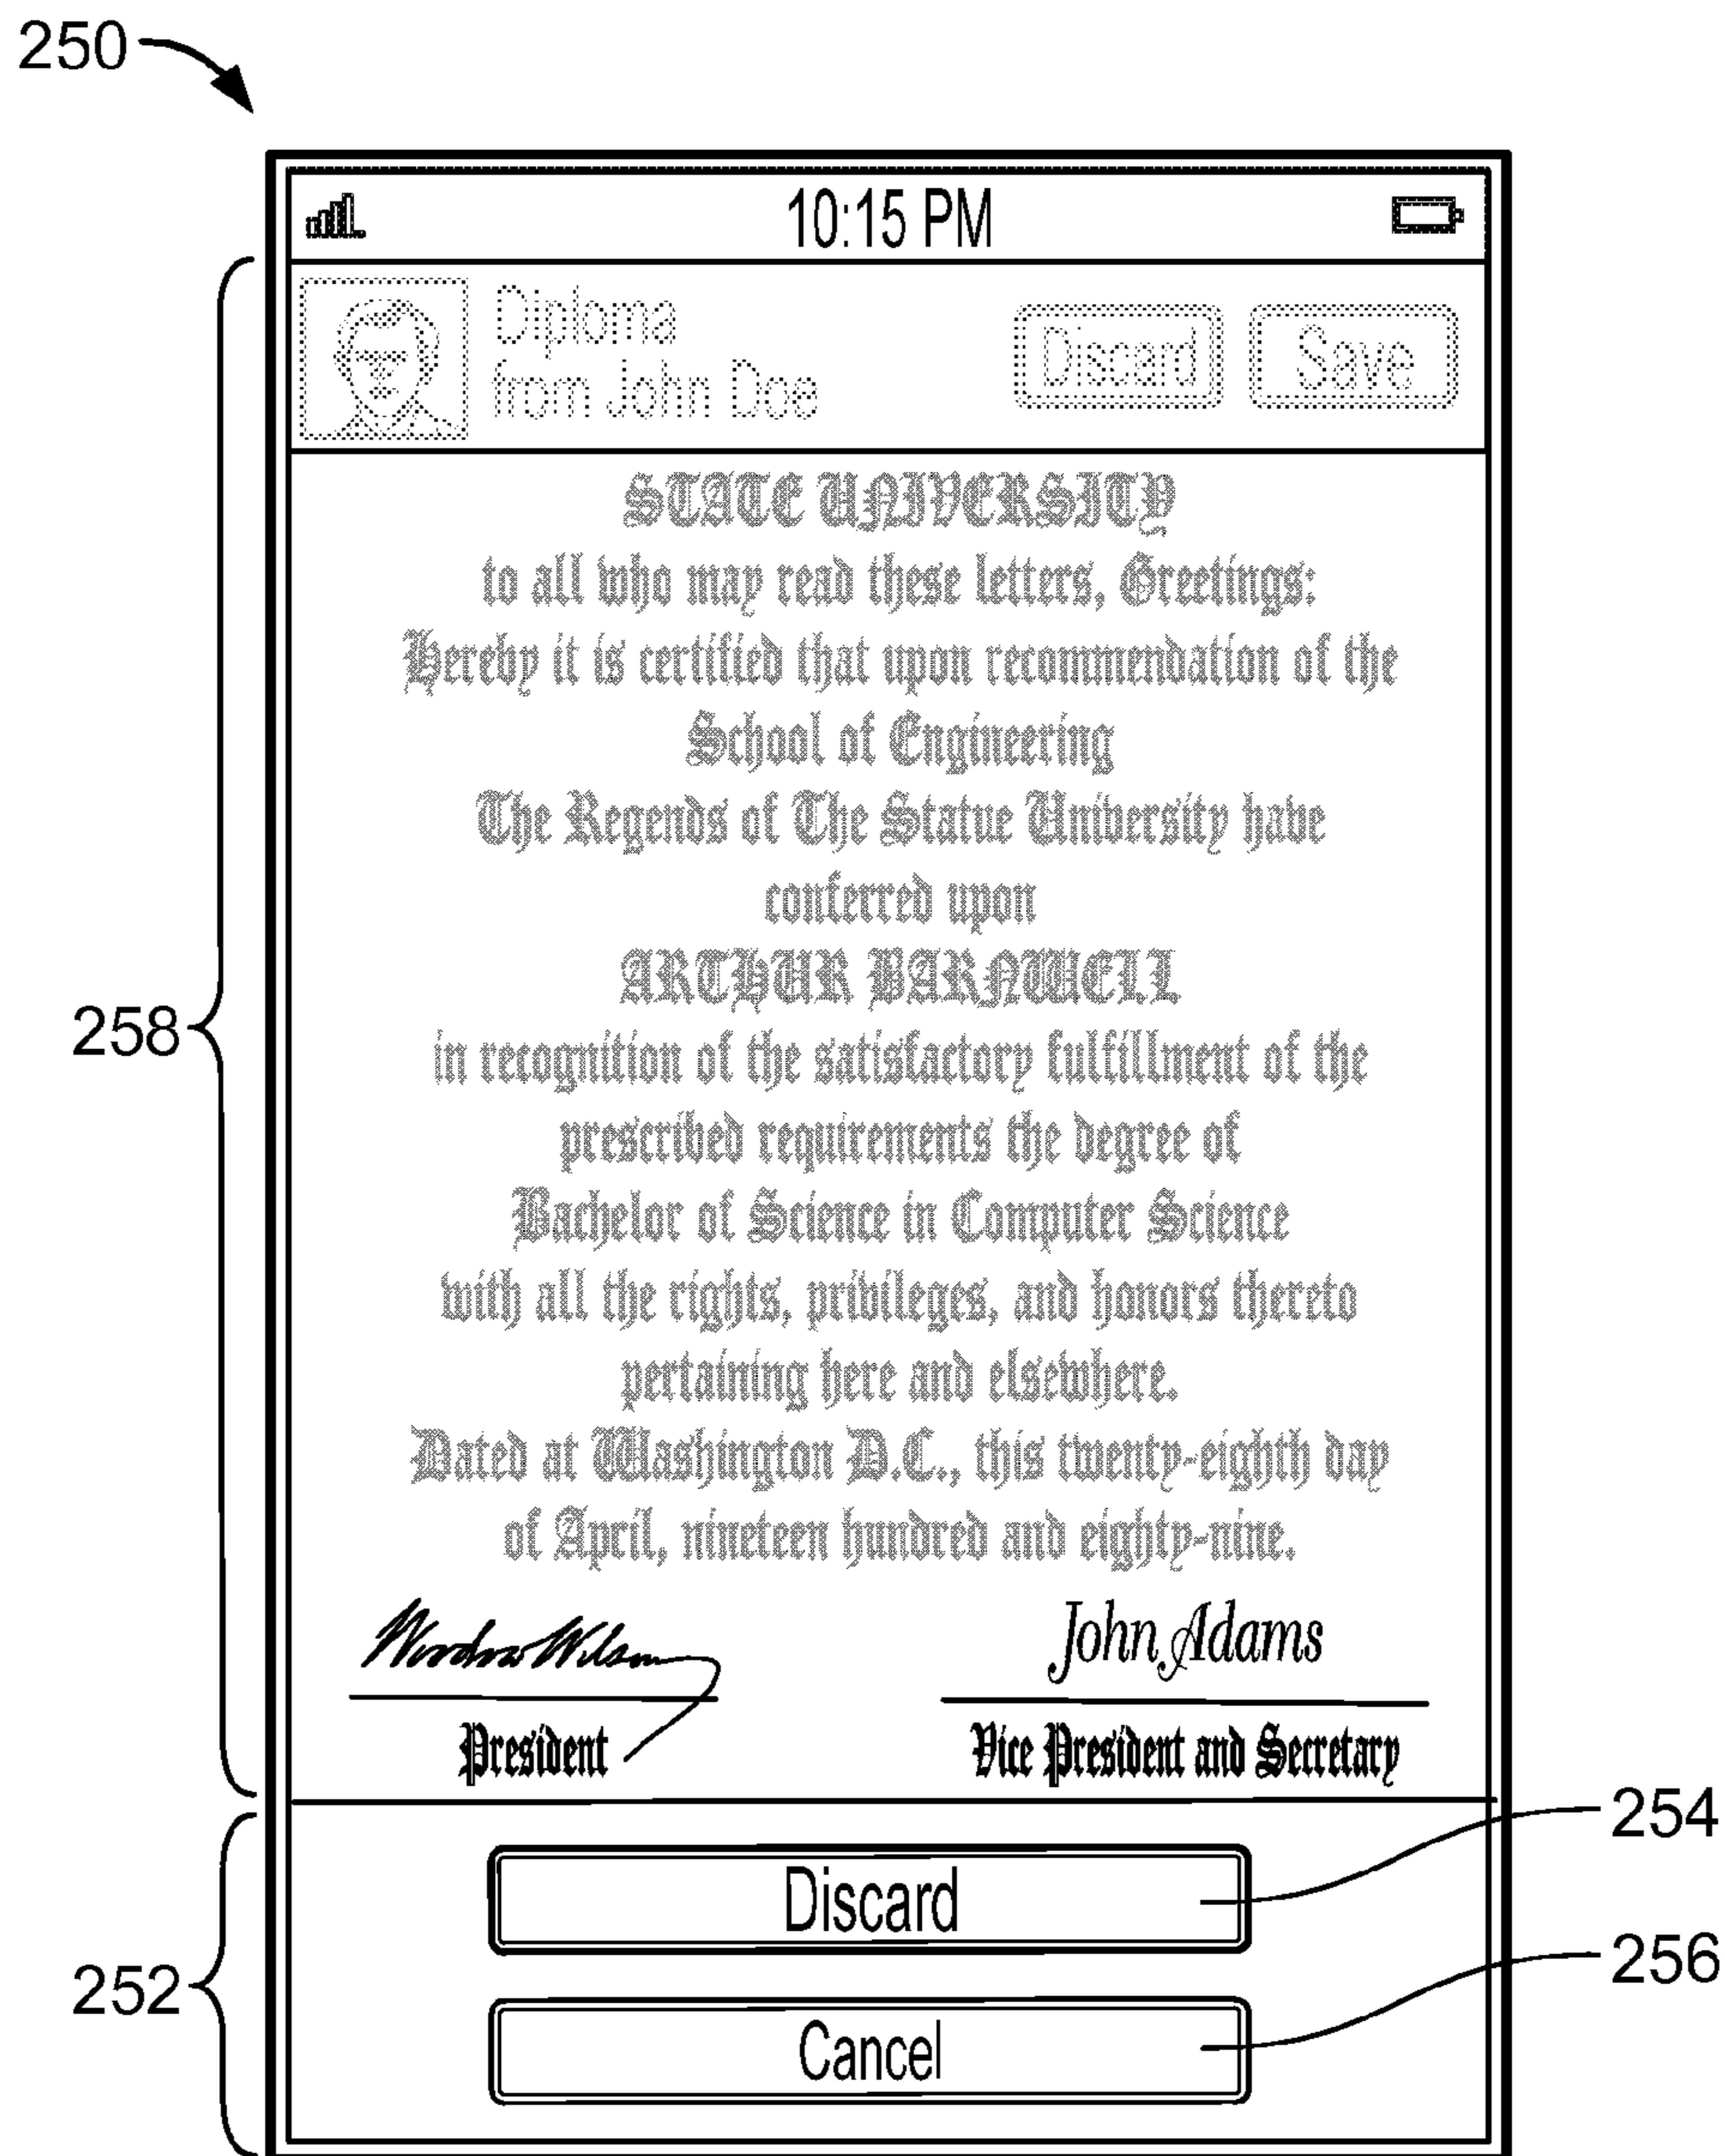 250
10:15 PM
Diploma
from John Doe
Discard
Save
STATE UNIVERSITY
to all who may read these letters, Greetings:
Hereby it is certified that upon recommendation of the
School of Engineering
The Regends of The Statue University have
conferred upon
ARTHUR BARNWELL
in recognition of the satisfactory fulfillment of the
prescribed requirements the degree of
Bachelor of Science in Computer Science
with all the rights, privileges, and honors thereto
pertaining here and elsewhere.
Dated at Washington D.C., this twenty-eighth day
of April, nineteen hundred and eighty-nine.
258
Woodrow Wilson
John Adams
President
Vice President and Secretary
254
Discard
256
252
Cancel